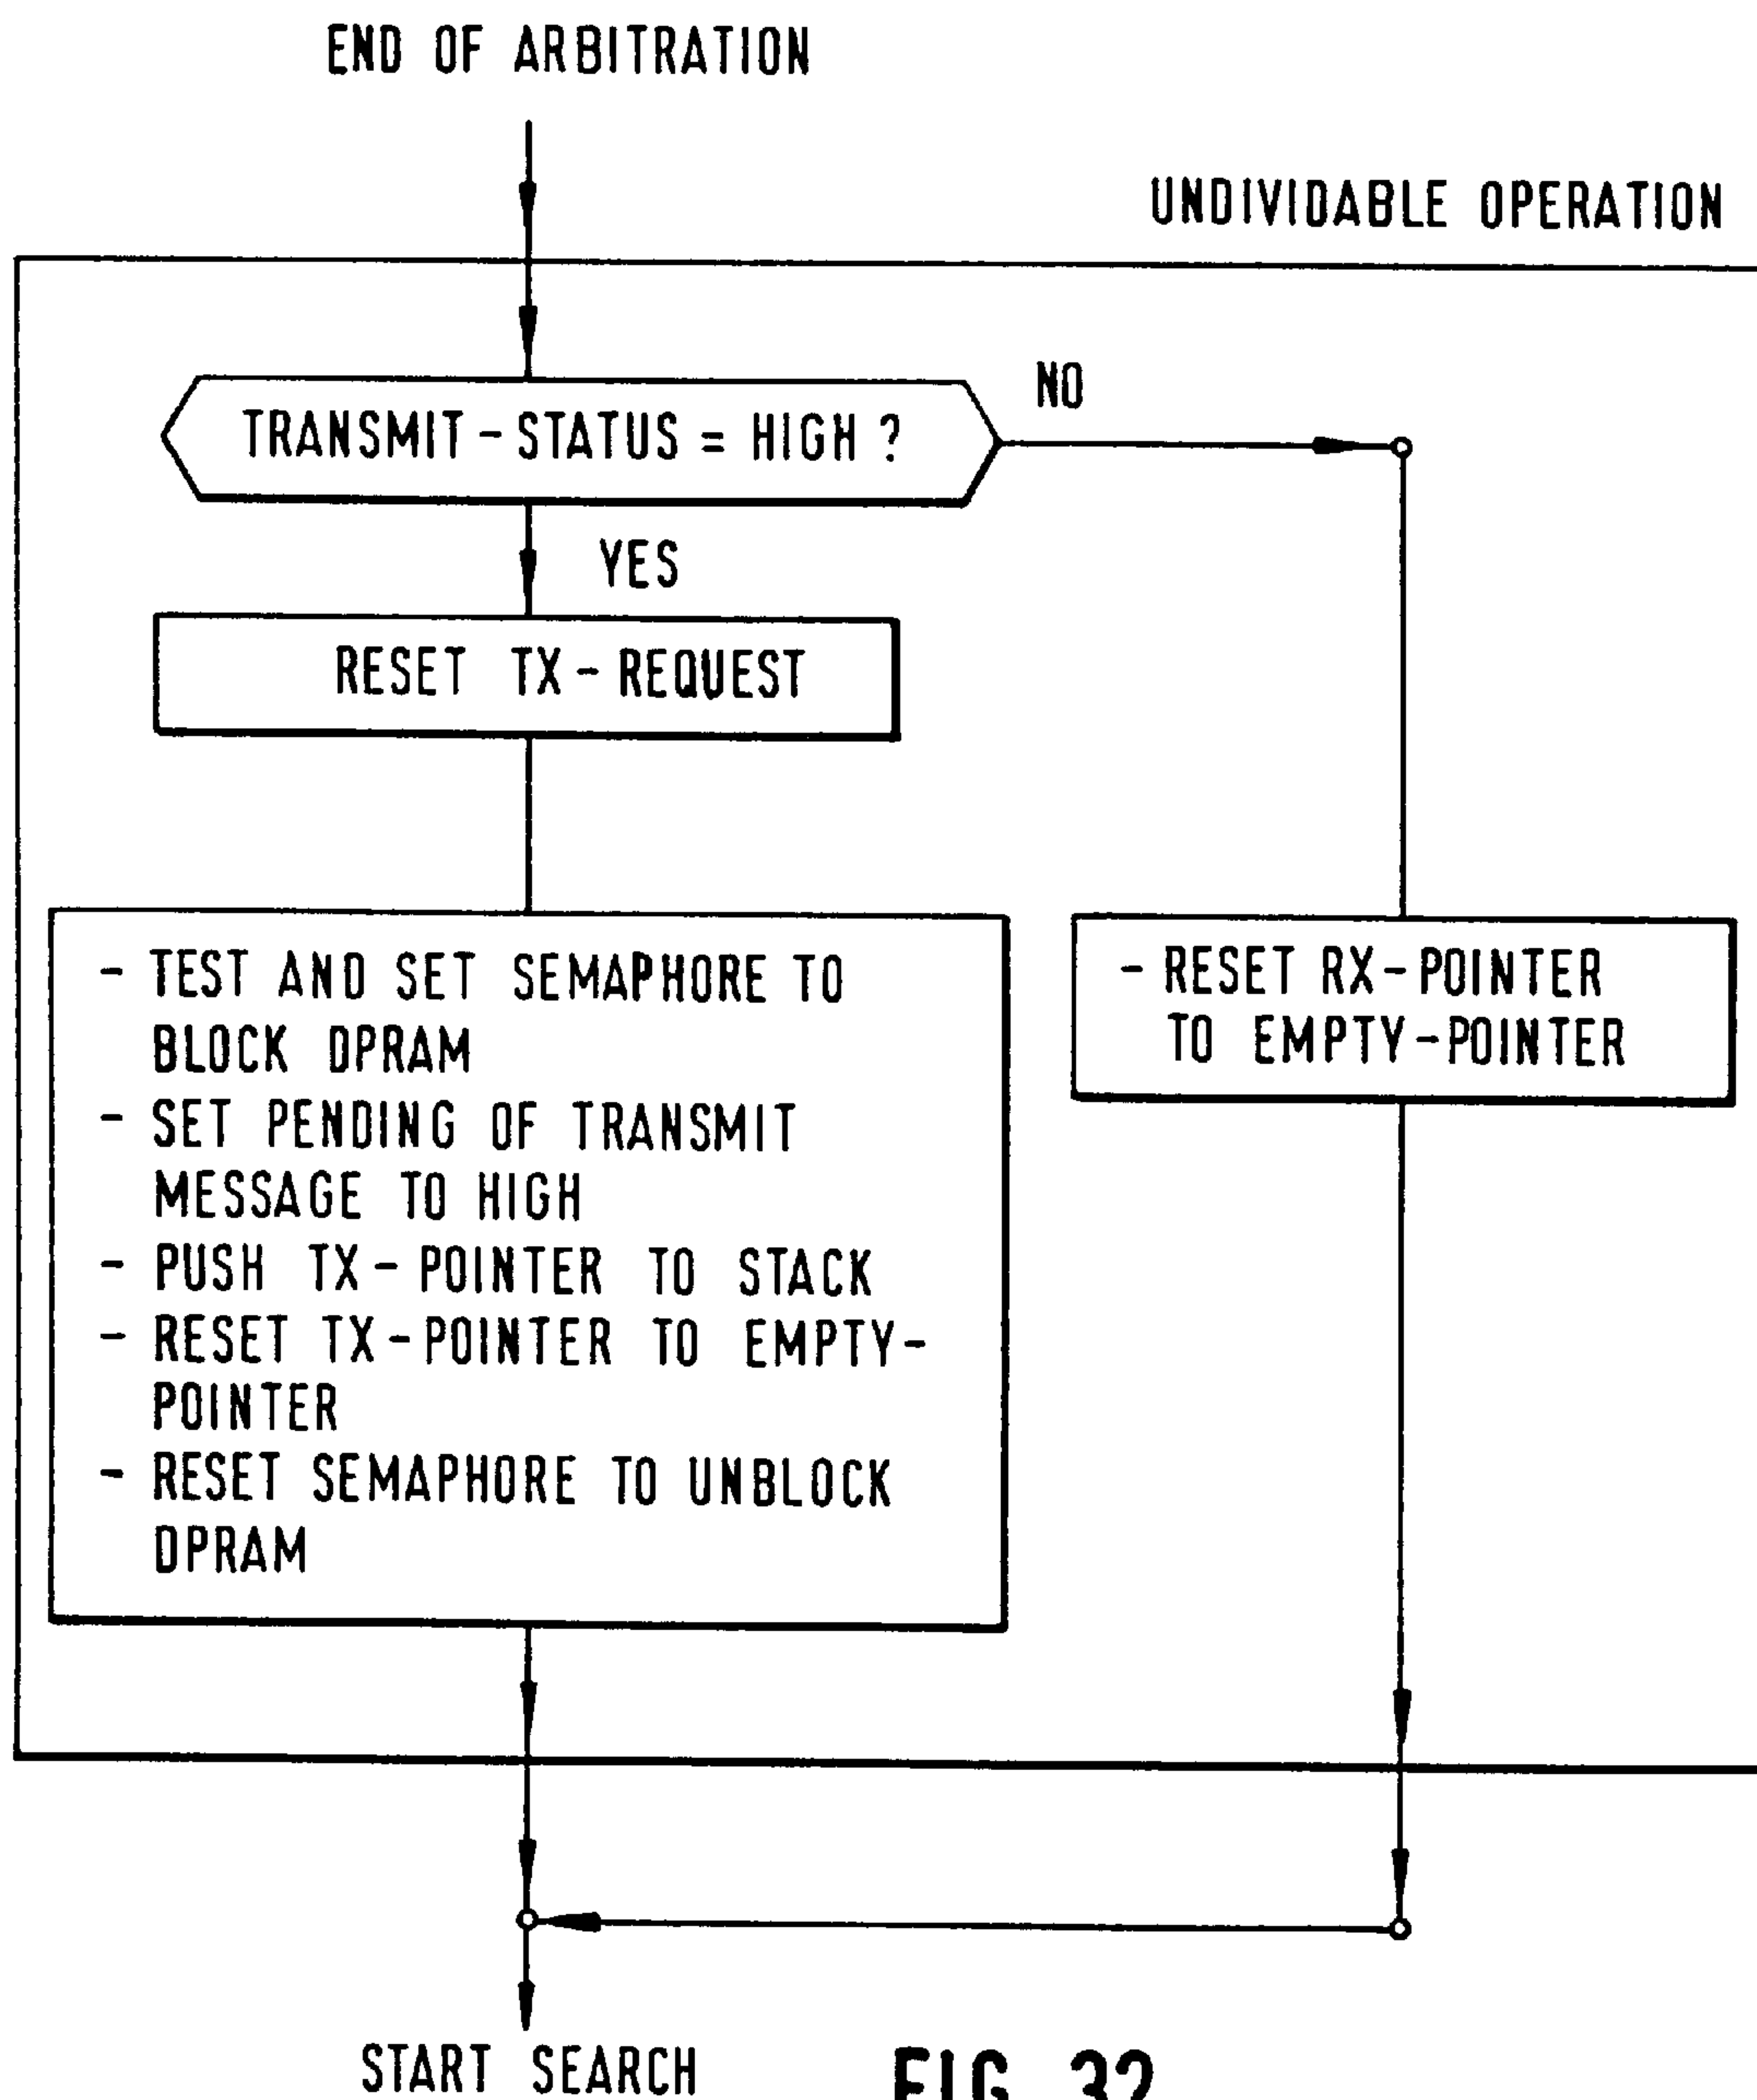 END OF ARBITRATION
UNDIVIDABLE OPERATION
TRANSMIT-STATUS = HIGH ?
NO
YES
RESET TX-REQUEST
- TEST AND SET SEMAPHORE TO
BLOCK DPRAM
- SET PENDING OF TRANSMIT
MESSAGE TO HIGH
- PUSH TX-POINTER TO STACK
- RESET TX-POINTER TO EMPTY-
POINTER
- RESET SEMAPHORE TO UNBLOCK
DPRAM
- RESET RX-POINTER
TO EMPTY-POINTER
START SEARCH
FIG. 32